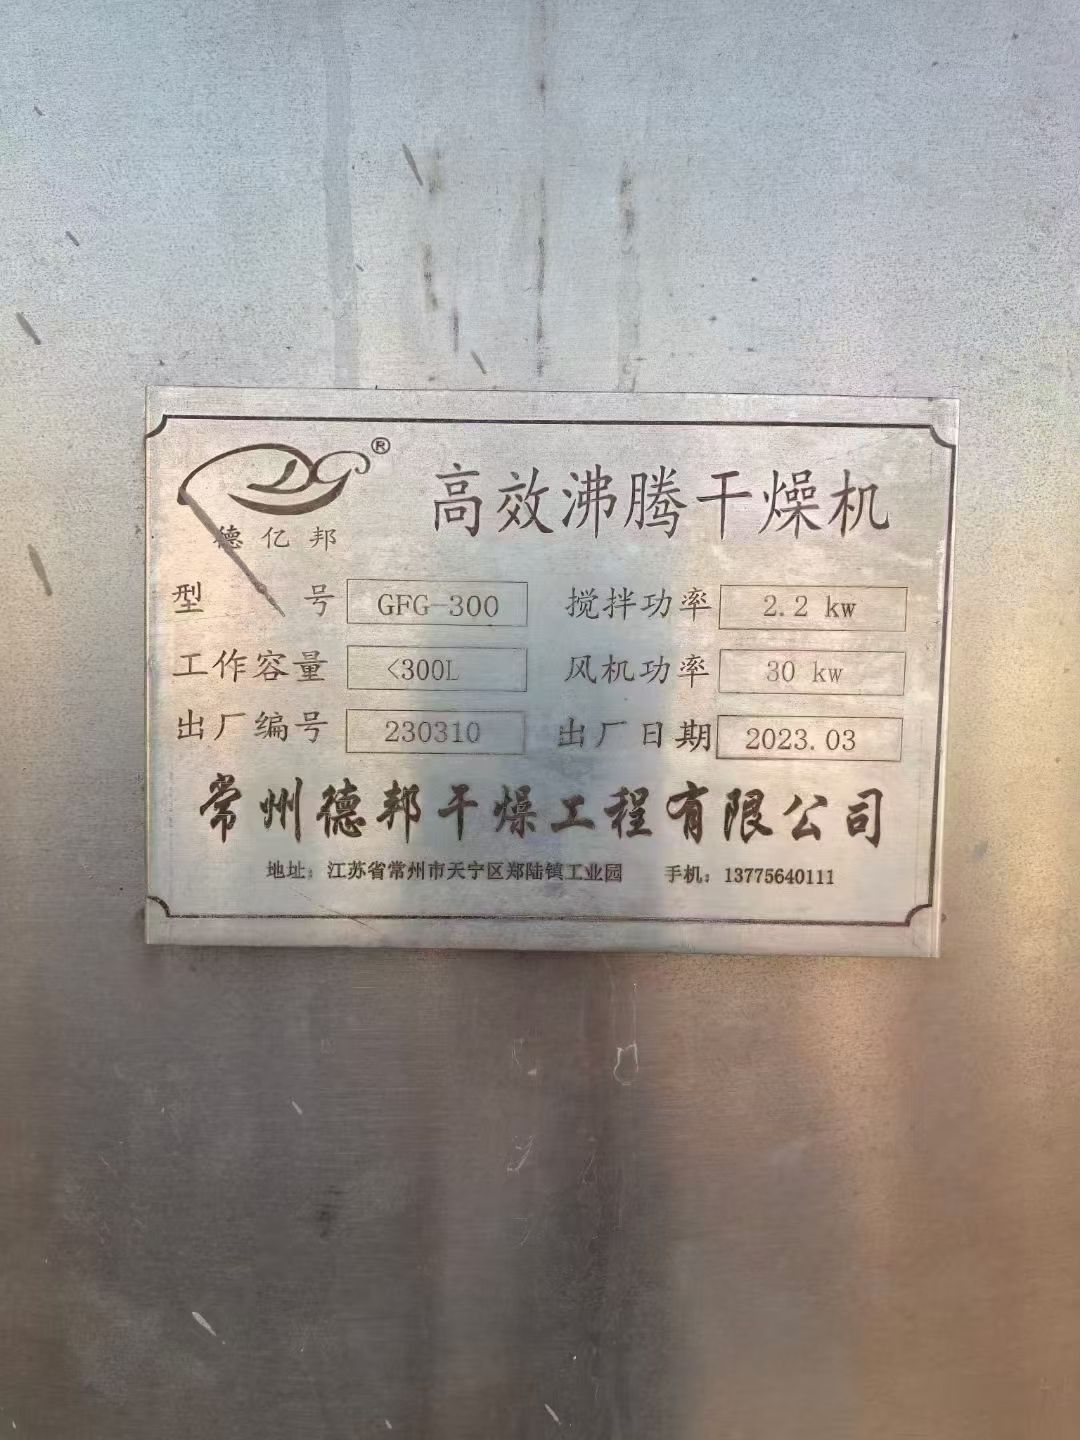 ®
德亿邦
高效沸腾干燥机
型号 GFG-300 搅拌功率 2.2 kw
工作容量 <300L 风机功率 30 kw
出厂编号 230310 出厂日期 2023.03
常州德邦干燥工程有限公司
地址：江苏省常州市天宁区郑陆镇工业园 手机：13775640111